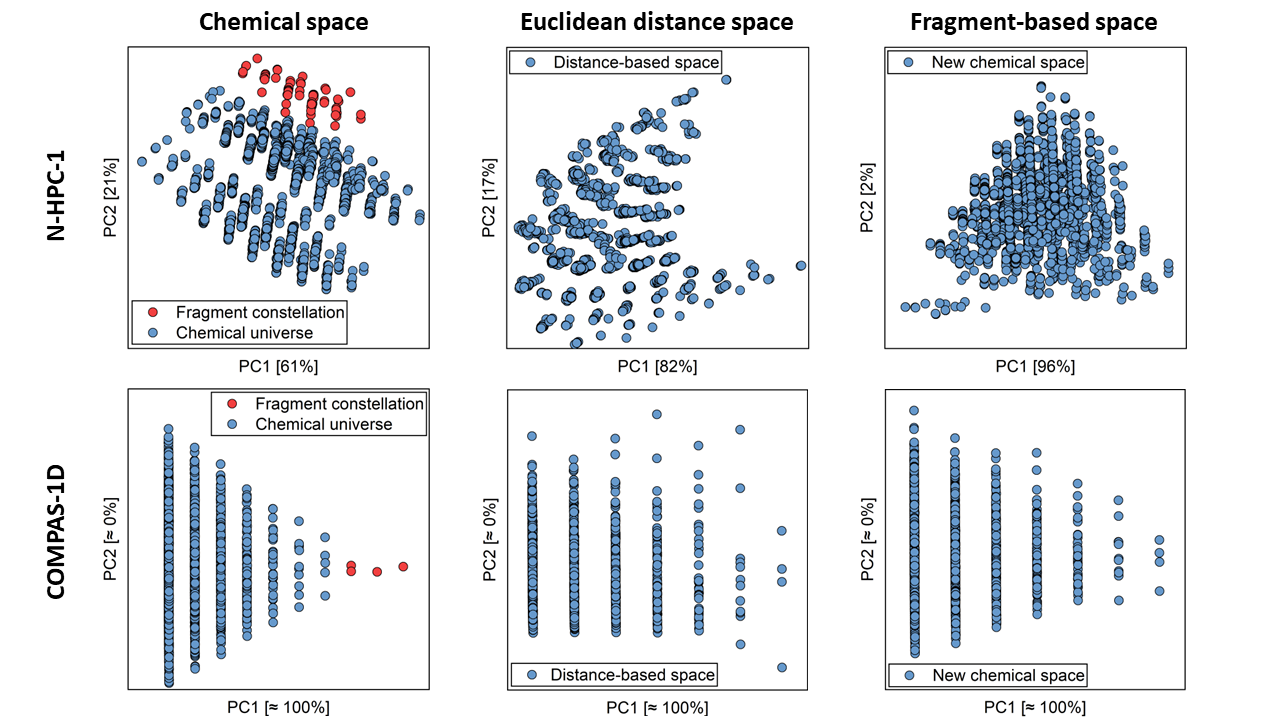 Chemical space
Euclidean distance space
Fragment-based space
N-HPC-1
PC2 [21%]
Fragment constellation
Chemical universe
PC1 [61%]
PC2 [17%]
Distance-based space
PC1 [82%]
PC2 [2%]
New chemical space
PC1 [96%]
COMPAS-1D
PC2 [≈ 0%]
Fragment constellation
Chemical universe
PC1 [≈ 100%]
PC2 [≈ 0%]
Distance-based space
PC1 [≈ 100%]
PC2 [≈ 0%]
New chemical space
PC1 [≈ 100%]